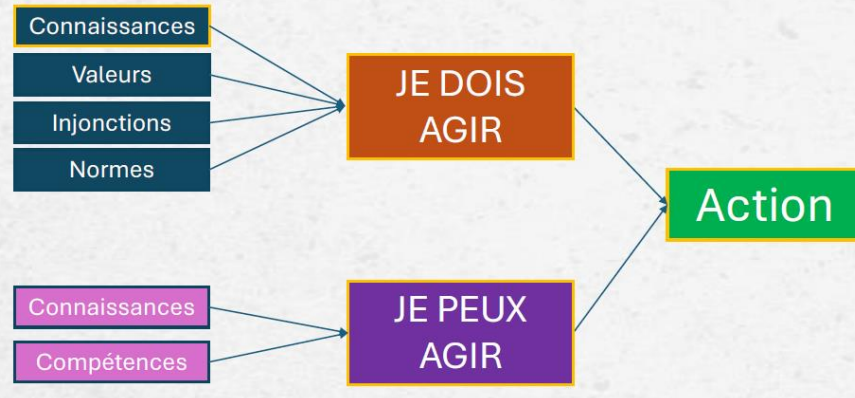 Connaissances
Valeurs
Injonctions
Normes
JE DOIS
AGIR
Action
Connaissances
Compétences
JE PEUX
AGIR